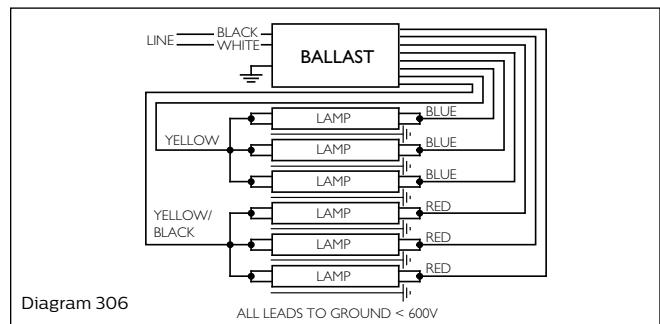 BLACK
LINE
WHITE
BALLAST
LAMP
BLUE
YELLOW
LAMP
BLUE
LAMP
BLUE
LAMP
RED
YELLOW/
BLACK
LAMP
RED
LAMP
RED
Diagram 306
ALL LEADS TO GROUND < 600V